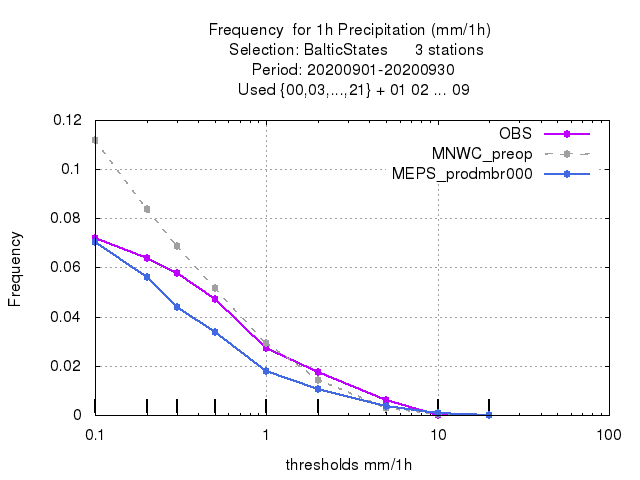 Frequency  for 1h Precipitation (mm/1h)
Selection: BalticStates      3 stations
Period: 20200901-20200930
Used {00,03,...,21} + 01 02 ... 09
OBS
MNWC_preop
MEPS_prodmbr000
0.12
0.1
0.08
0.06
0.04
0.02
0
Frequency
0.1
1
10
100
thresholds mm/1h